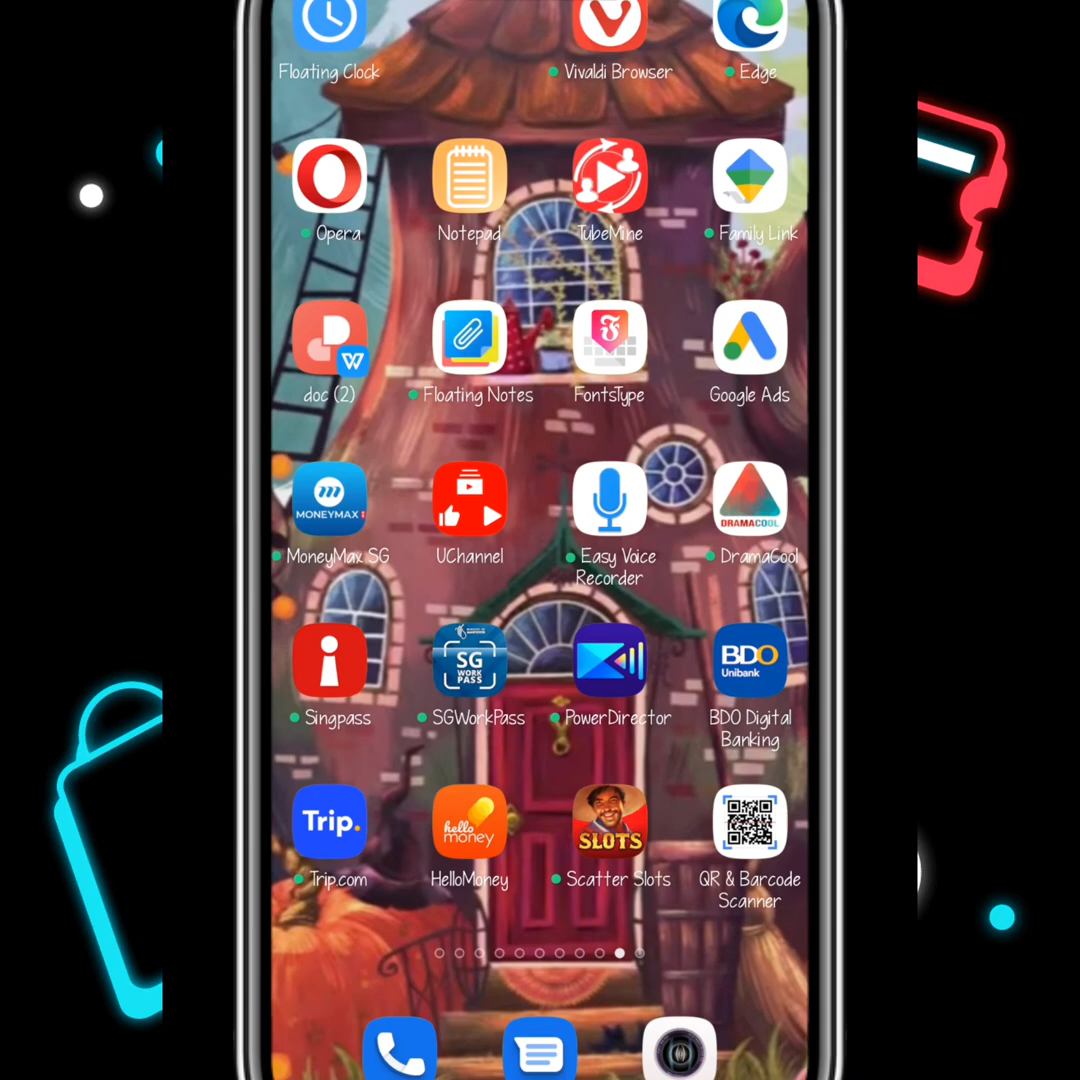 Floating Clock
Vivaldi Browser
Edge
Opera
Notepad
TubeMine
Family Link
W
doc (2)
Floating Notes
F
FontsType
Google Ads
m
MONEYMAX
MoneyMax SG
UChannel
Easy Voice
Recorder
DRAMACOOL
DramaCool
Singpass
SG
WORK
PASS
SGWorkPass
PowerDirector
BDO
Unibank
BDO Digital
Banking
Trip.
Trip.com
hello
money
HelloMoney
SLOTS
Scatter Slots
QR & Barcode
Scanner